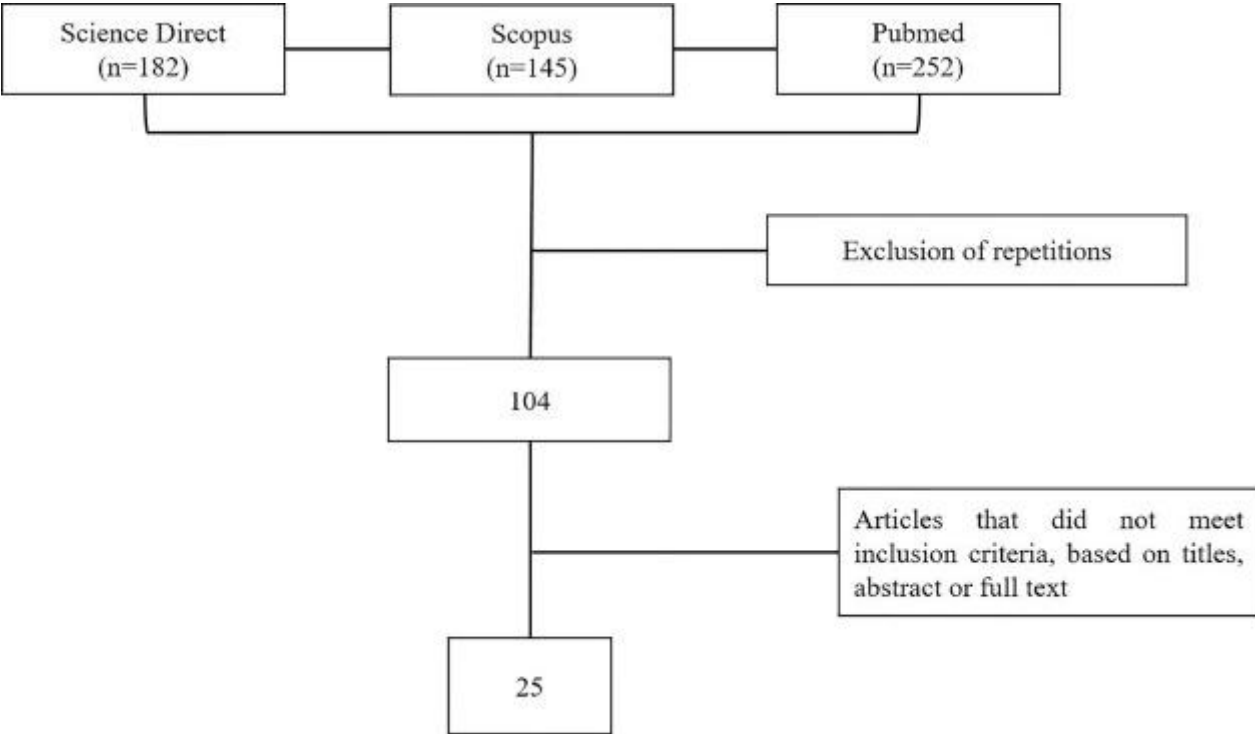 Science Direct
(n=182)
Scopus
(n=145)
Pubmed
(n=252)
Exclusion of repetitions
104
Articles that did not meet
inclusion criteria, based on titles,
abstract or full text
25